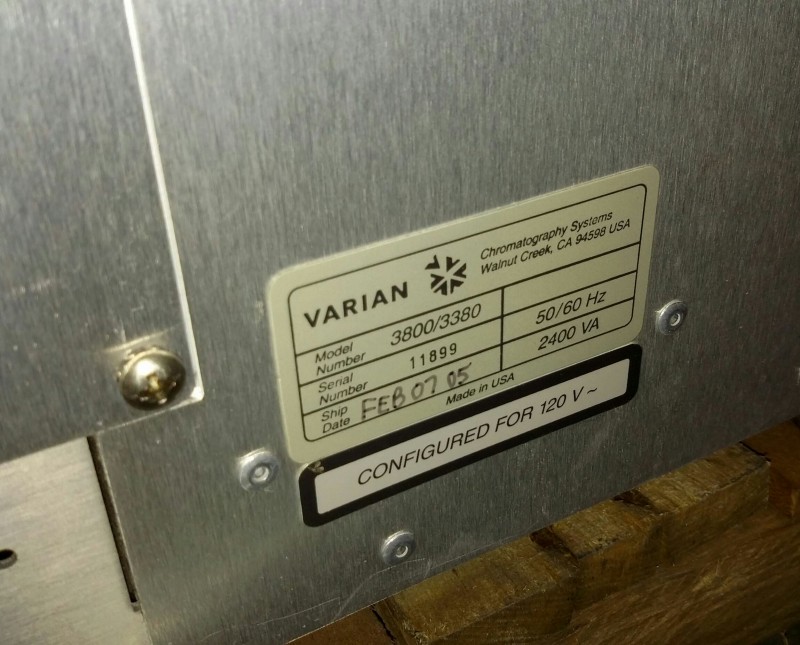 VARIAN
Chromatography Systems
Walnut Creek, CA 94598 USA
Model
Number
3800/3380
Serial
Number
11899
50/60 Hz
2400 VA
Ship
Date
FEB 07 05
Made in USA
CONFIGURED FOR 120 V ~